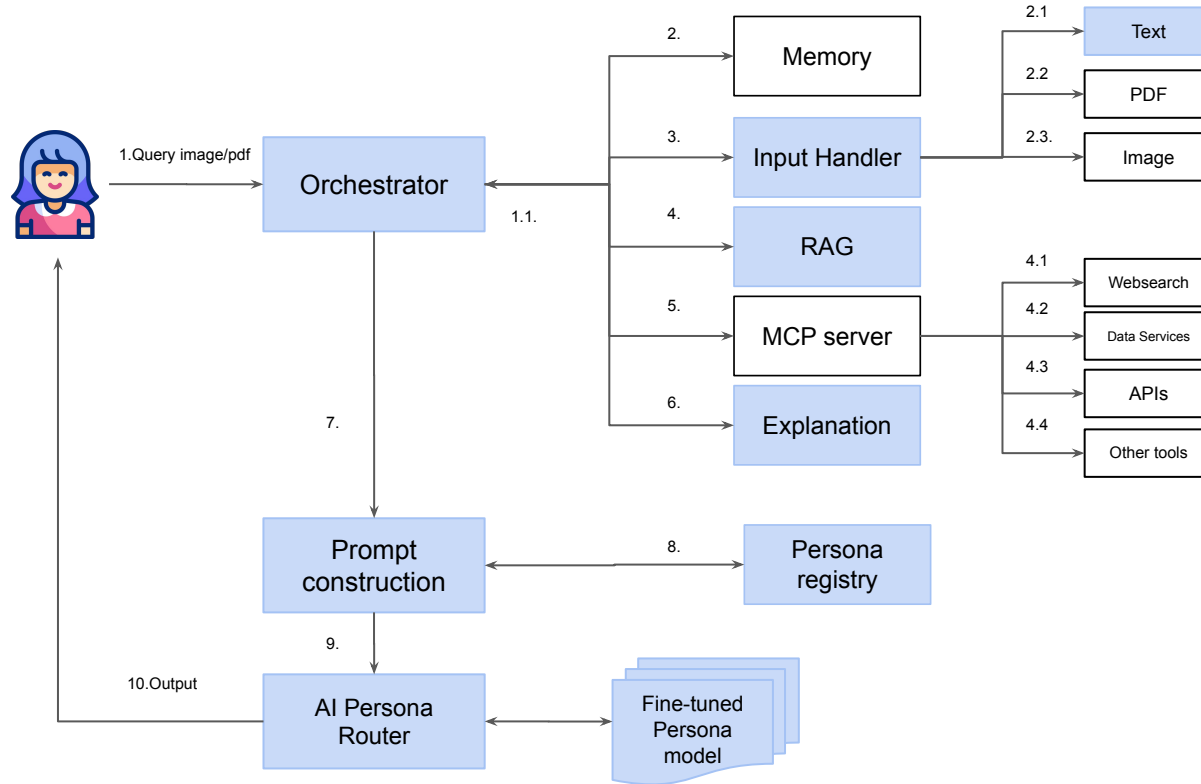 2.1
Text
2.
Memory
2.2
PDF
1.Query image/pdf
3.
Input Handler
2.3.
Image
Orchestrator
1.1.
4.
RAG
4.1
Websearch
5.
MCP server
4.2
Data Services
4.3
APIs
6.
Explanation
4.4
Other tools
7.
Prompt
construction
8.
Persona
registry
9.
10.Output
AI Persona
Router
Fine-tuned
Persona
model